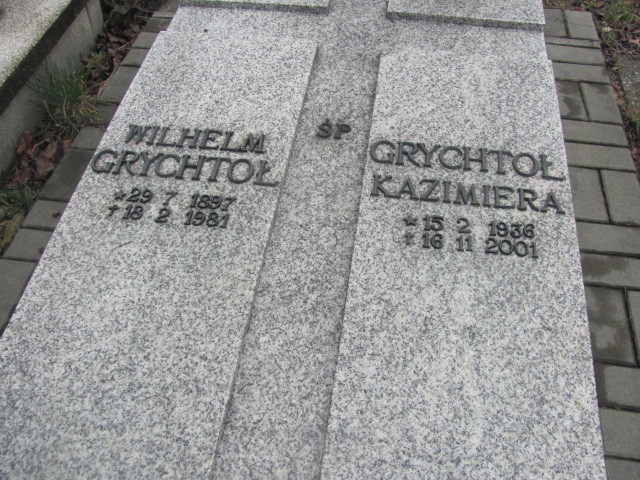 WILHELM
GRYCHTOŁ
*29 7 1897
†18 2 1981
ŚP
GRYCHTOŁ
KAZIMIERA
*15 2 1936
†16 11 2001